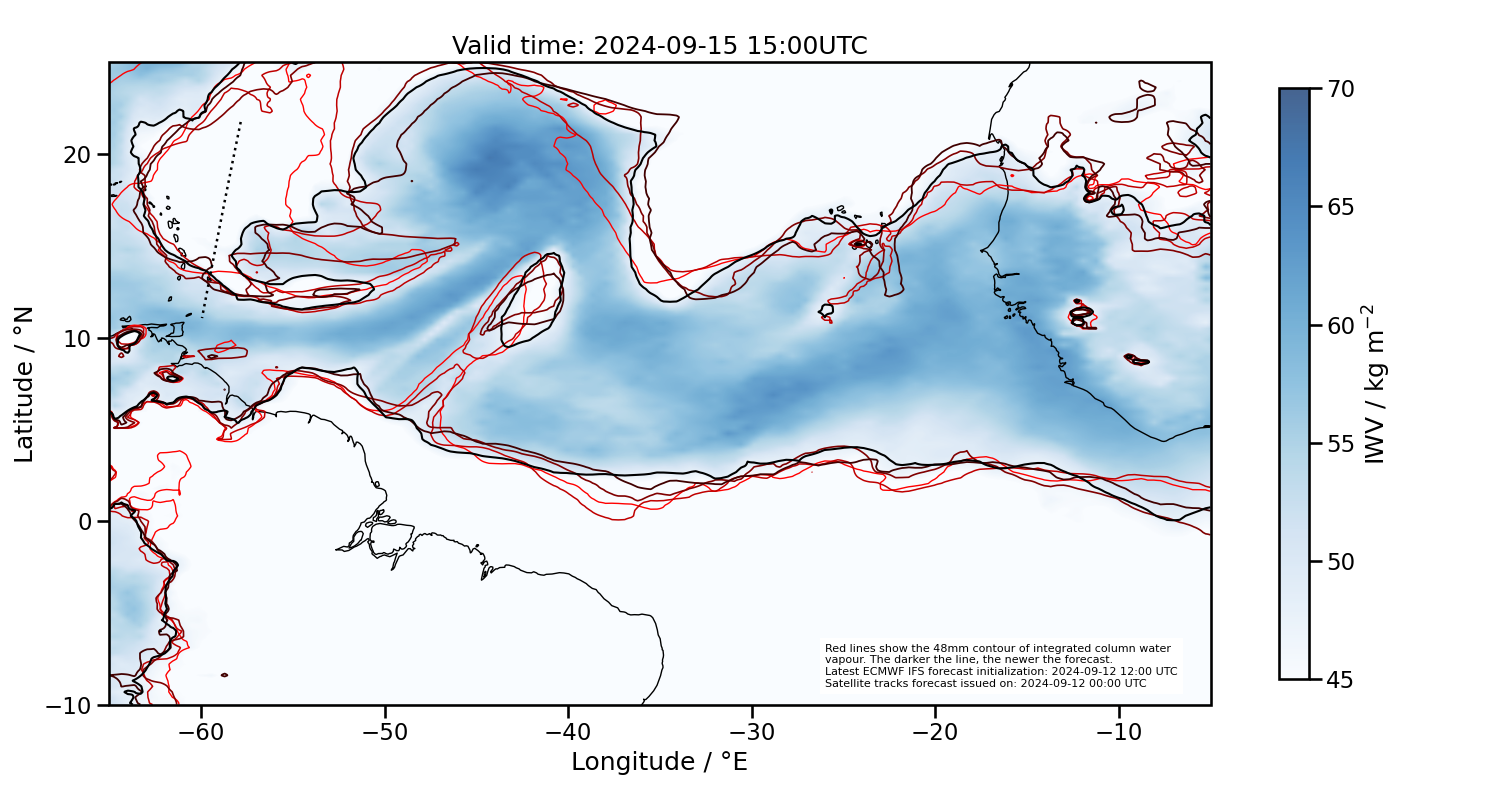 Valid time: 2024-09-15 15:00UTC
Latitude / °N
20
10
0
−10
−60
−50
−40
−30
−20
−10
Longitude / °E
Red lines show the 48mm contour of integrated column water
vapour. The darker the line, the newer the forecast.
Latest ECMWF IFS forecast initialization: 2024-09-12 12:00 UTC
Satellite tracks forecast issued on: 2024-09-12 00:00 UTC
70
65
60
55
50
45
IWV / kg m⁻²